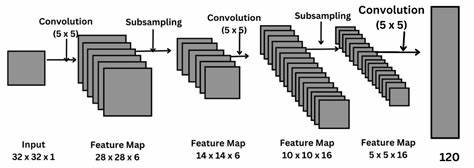 Convolution
(5 x 5)
Subsampling
Convolution
(5 x 5)
Subsampling
Convolution
(5 x 5)
Input
32 x 32 x 1
Feature Map
28 x 28 x 6
Feature Map
14 x 14 x 6
Feature Map
10 x 10 x 16
Feature Map
5 x 5 x 16
120